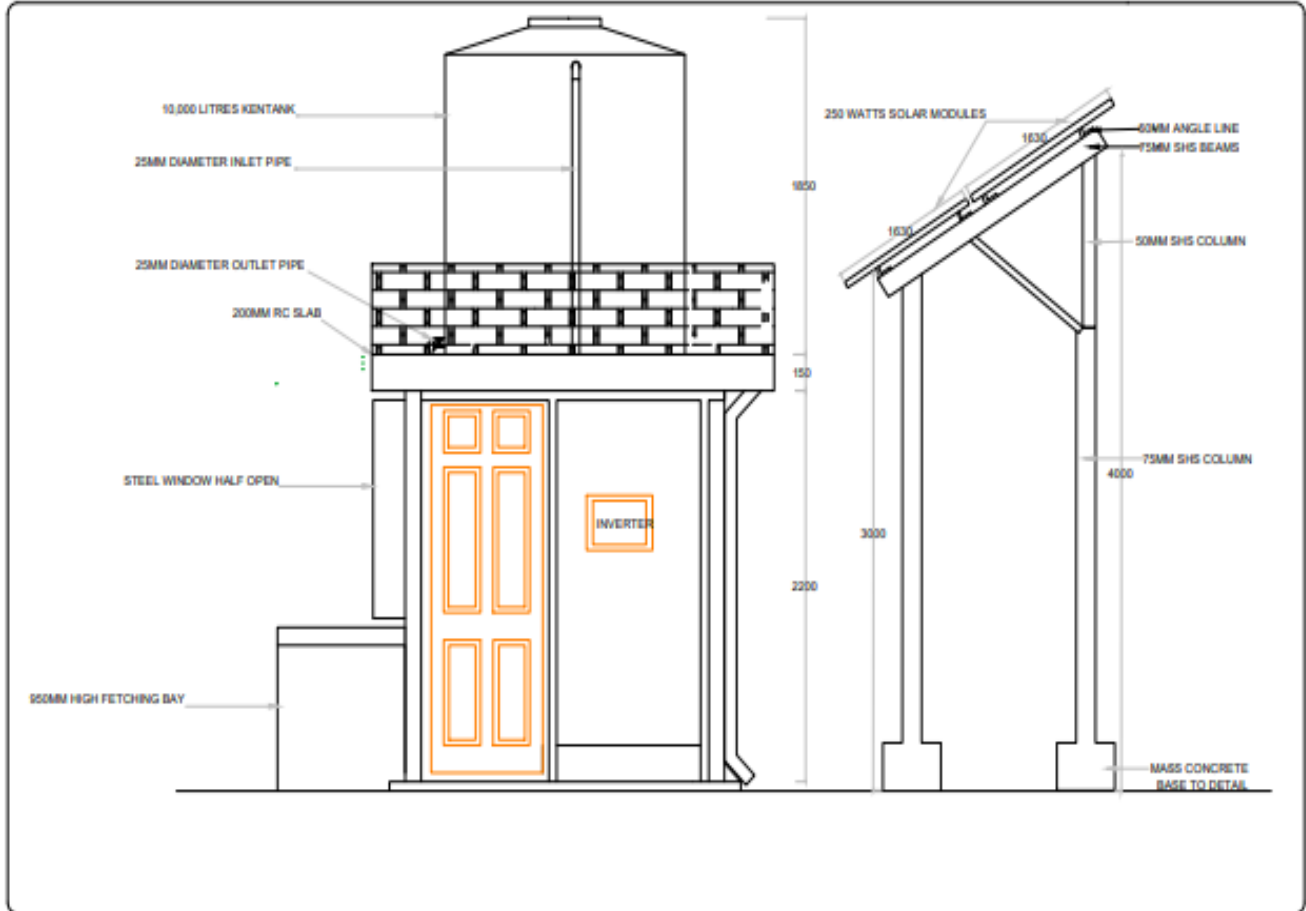 10,000 LITRES KENTANK
25MM DIAMETER INLET PIPE
25MM DIAMETER OUTLET PIPE
200MM RC SLAB
STEEL WINDOW HALF OPEN
950MM HIGH FETCHING BAY
INVERTER
1850
150
2200
250 WATTS SOLAR MODULES
1630
1630
60MM ANGLE LINE
75MM SHS BEAMS
50MM SHS COLUMN
75MM SHS COLUMN
4000
3000
MASS CONCRETE
BASE TO DETAIL